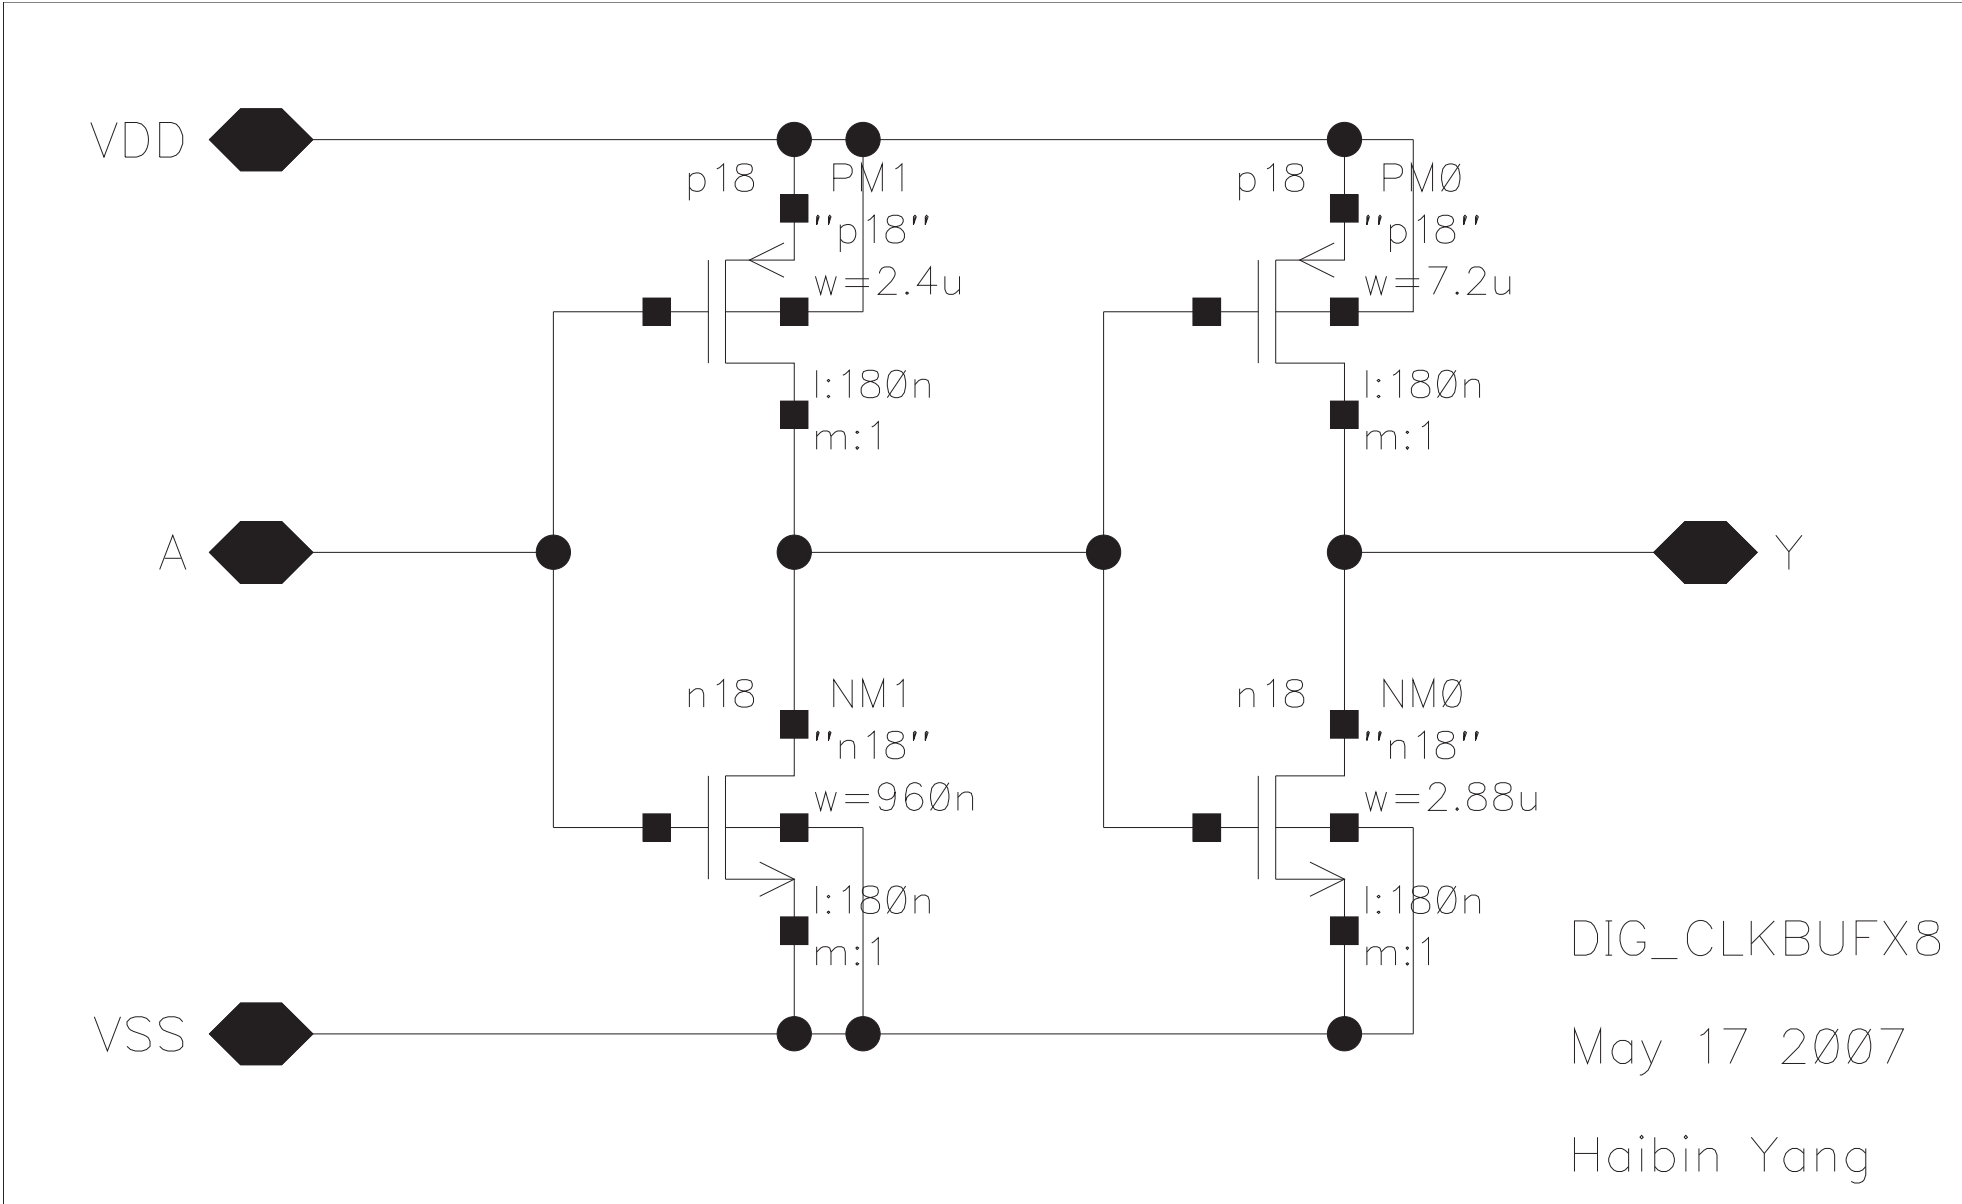 VDD
p18 PM1
"p18"
w=2.4u
l:180n
m:1
p18 PM0
"p18"
w=7.2u
l:180n
m:1
A
Y
n18 NM1
"n18"
w=960n
l:180n
m:1
n18 NM0
"n18"
w=2.88u
l:180n
m:1
VSS
DIG_CLKBUFX8
May 17 2007
Haibin Yang